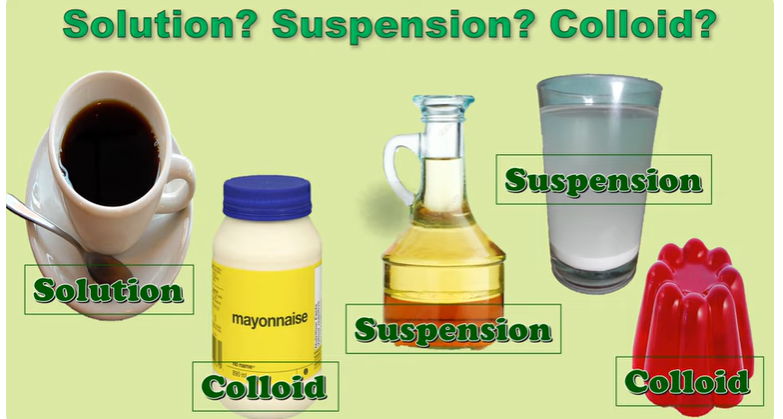 Solution? Suspension? Colloid?
Suspension
Solution
mayonnaise
Suspension
Colloid
Colloid